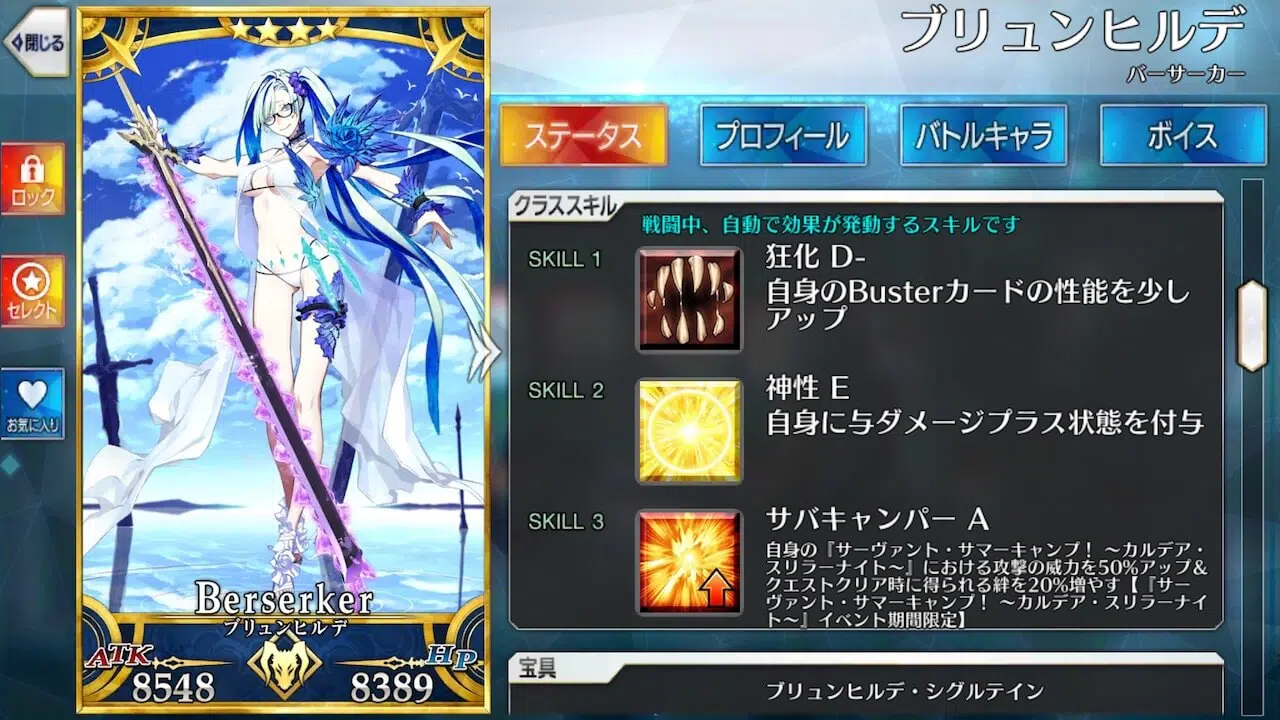 閉じる
ブリュンヒルデ
バーサーカー
ステータス
プロフィール
バトルキャラ
ボイス
ロック
セレクト
お気に入り
クラススキル
戦闘中、自動で効果が発動するスキルです
SKILL 1
狂化 D-
自身のBusterカードの性能を少し
アップ
SKILL 2
神性 E
自身に与ダメージプラス状態を付与
SKILL 3
サバキャンパー A
自身の『サーヴァント・サマーキャンプ！ ～カルデア・
スリラーナイト～』における攻撃の威力を50%アップ&
クエストクリア時に得られる絆を20%増やす【『サー
ヴァント・サマーキャンプ！ ～カルデア・スリラーナイ
ト～』イベント期間限定】
Berserker
ブリュンヒルデ
ATK
8548
HP
8389
宝具
ブリュンヒルデ・シグルテイン